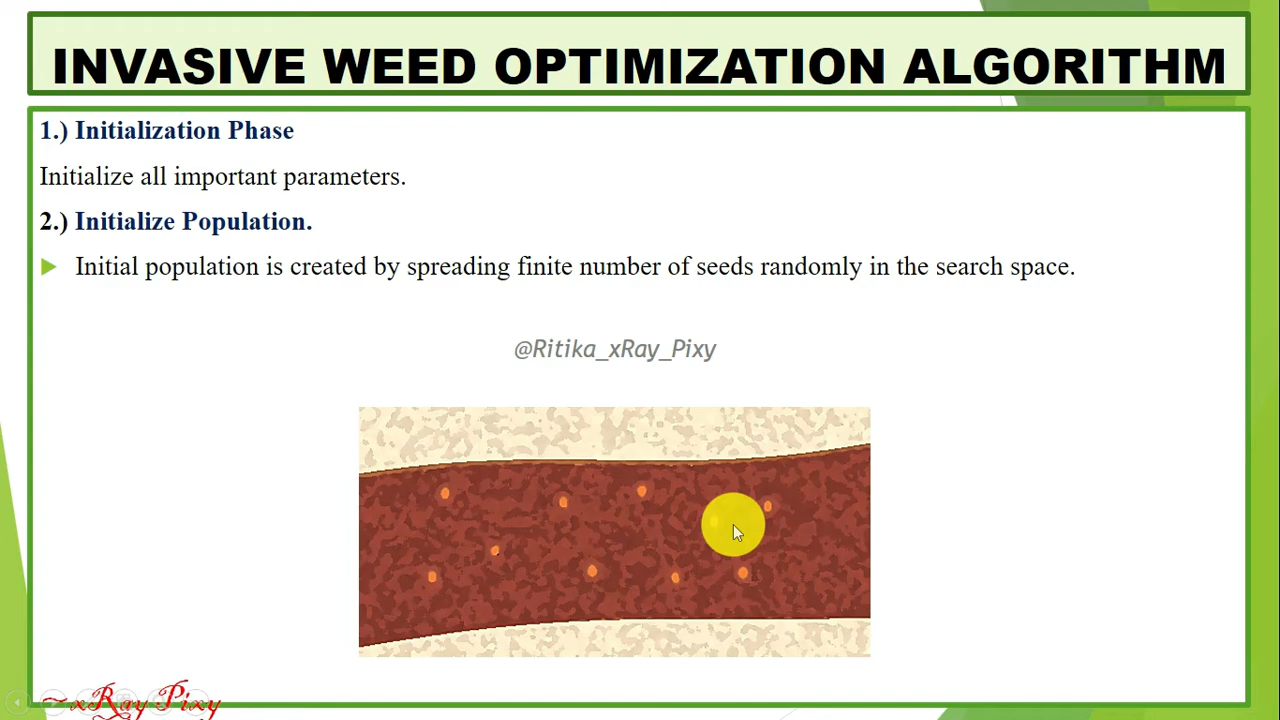 INVASIVE WEED OPTIMIZATION ALGORITHM
1.) Initialization Phase
Initialize all important parameters.
2.) Initialize Population.
Initial population is created by spreading finite number of seeds randomly in the search space.
@Ritika_xRay_Pixy
~xRay Pixy